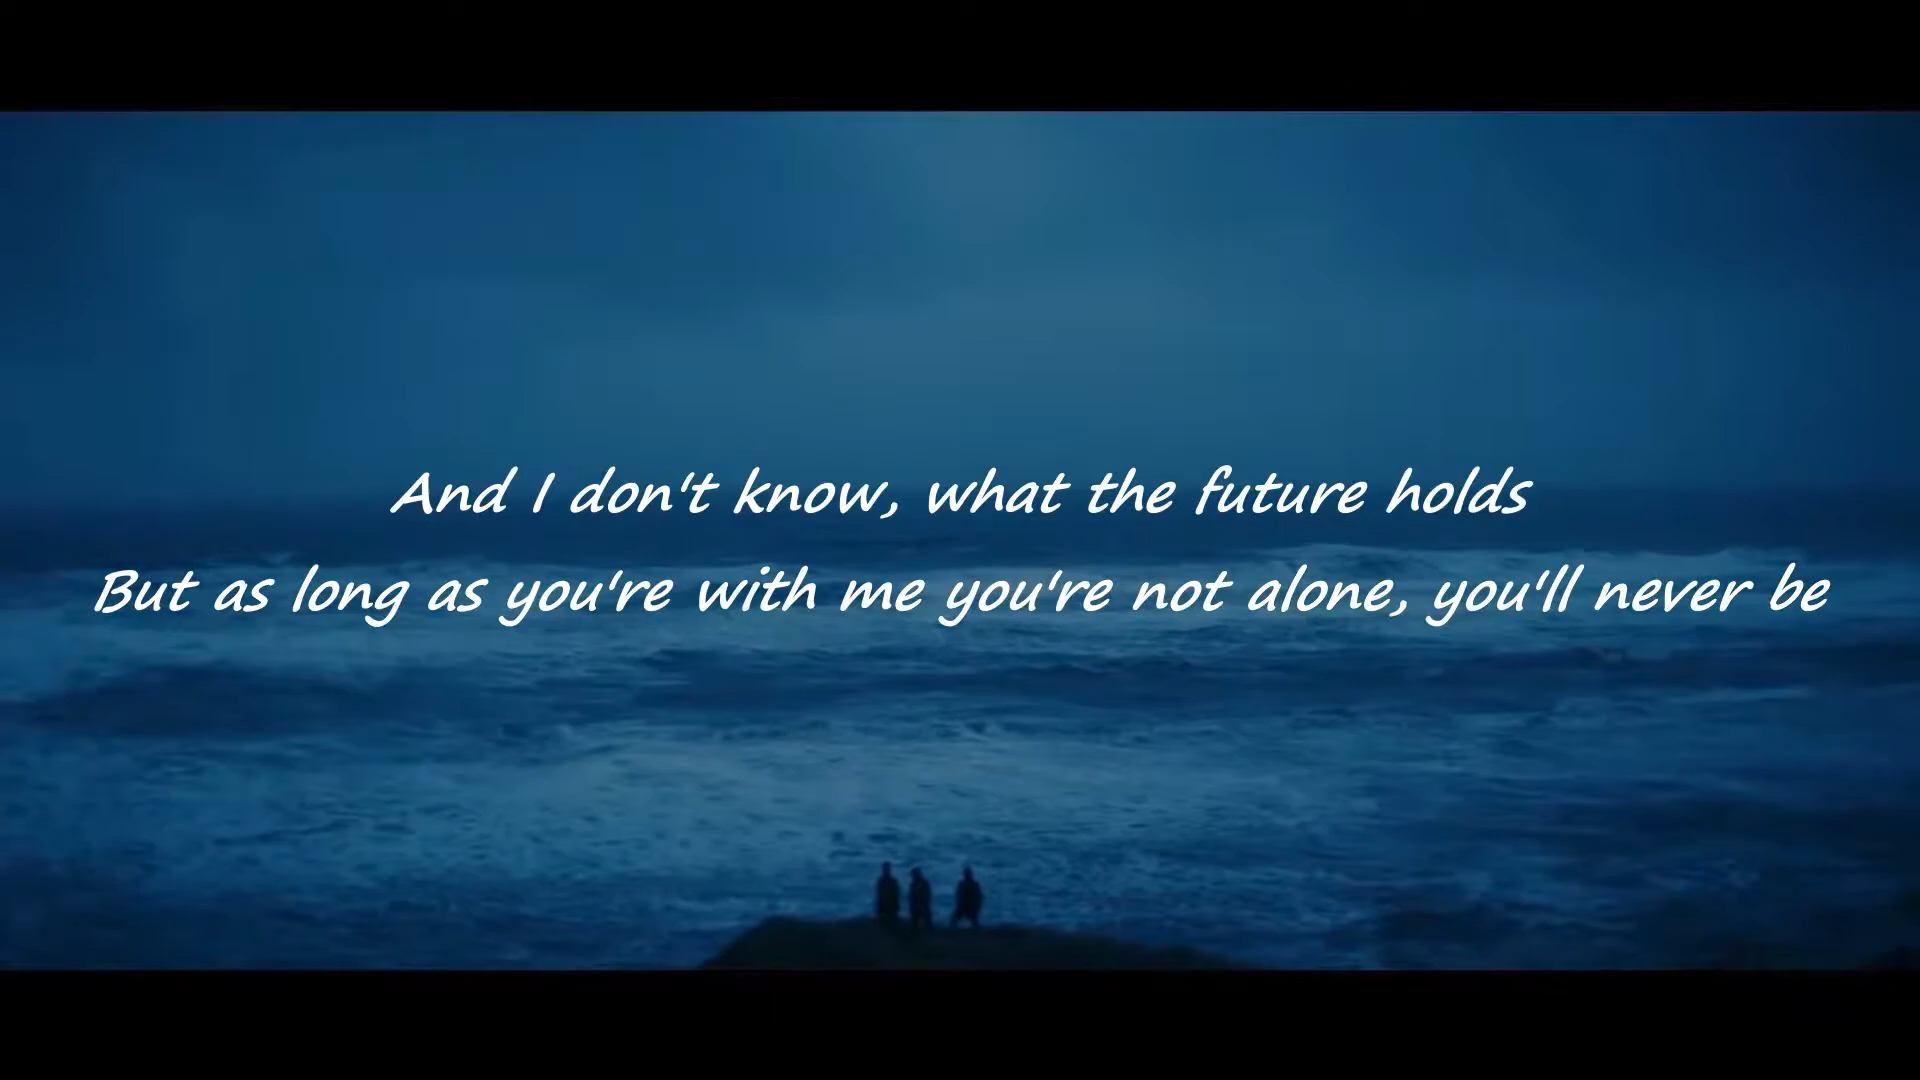 And I don't know, what the future holds
But as long as you're with me you're not alone, you'll never be